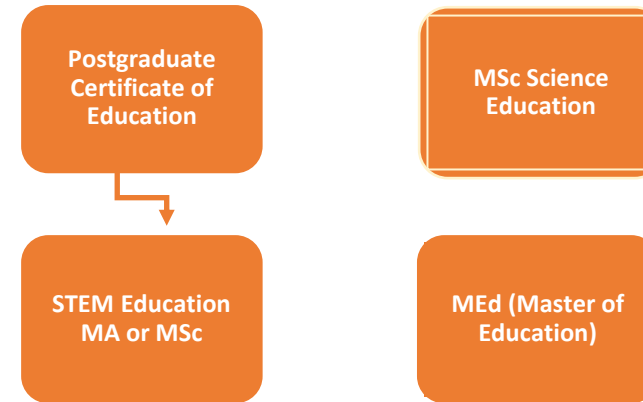 Postgraduate
Certificate of
Education
MSc Science
Education
STEM Education
MA or MSc
MEd (Master of
Education)